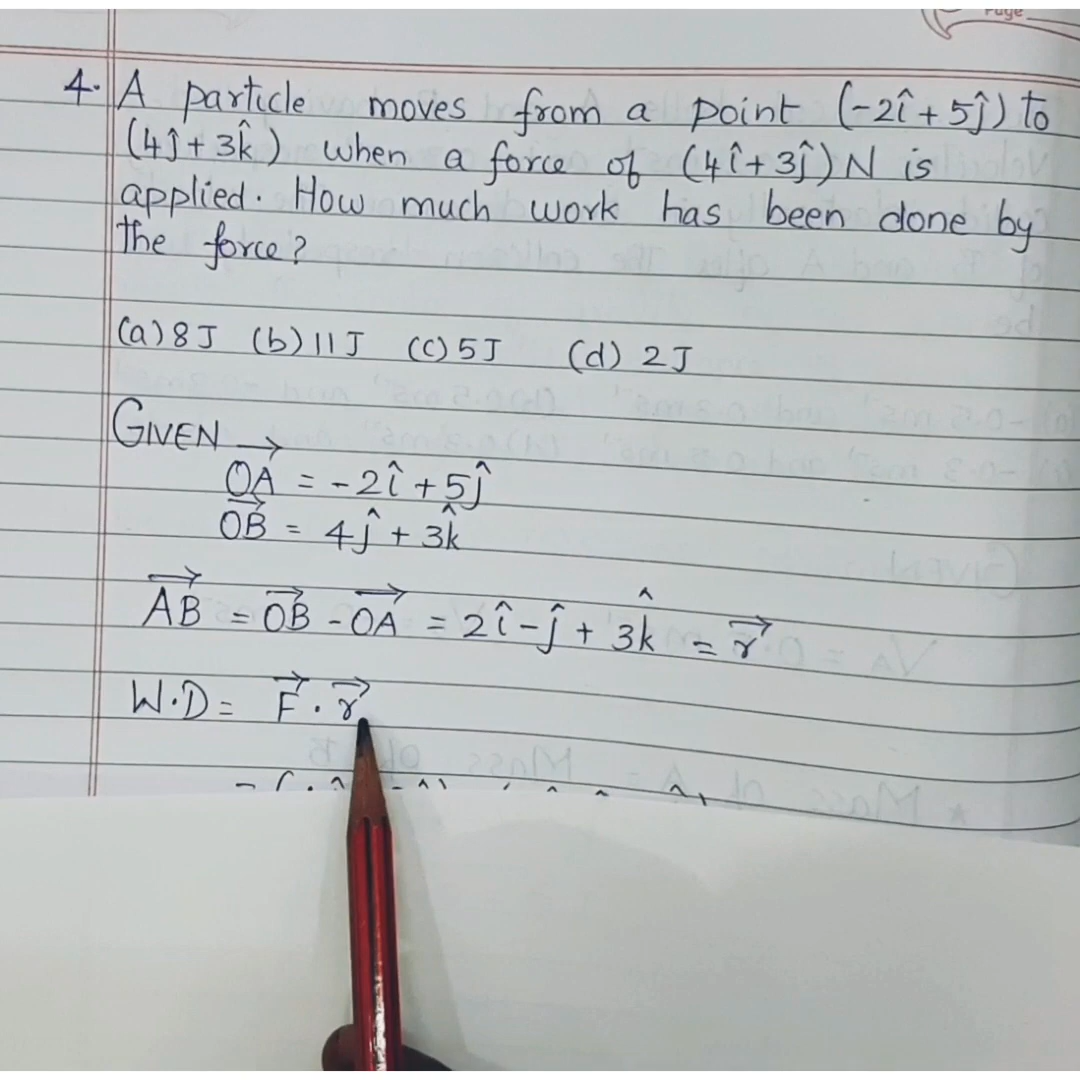 Page
4. A particle moves from a point (-2î + 5ĵ) to
(4ĵ + 3k̂) when a force of (4î + 3ĵ) N is
applied. How much work has been done by
the force?
(a) 8 J (b) 11 J (c) 5 J (d) 2 J
GIVEN
OA⃗ = -2î + 5ĵ
OB⃗ = 4ĵ + 3k̂
AB⃗ = OB⃗ - OA⃗ = 2î - ĵ + 3k̂ = r⃗
W.D = F⃗ . r⃗